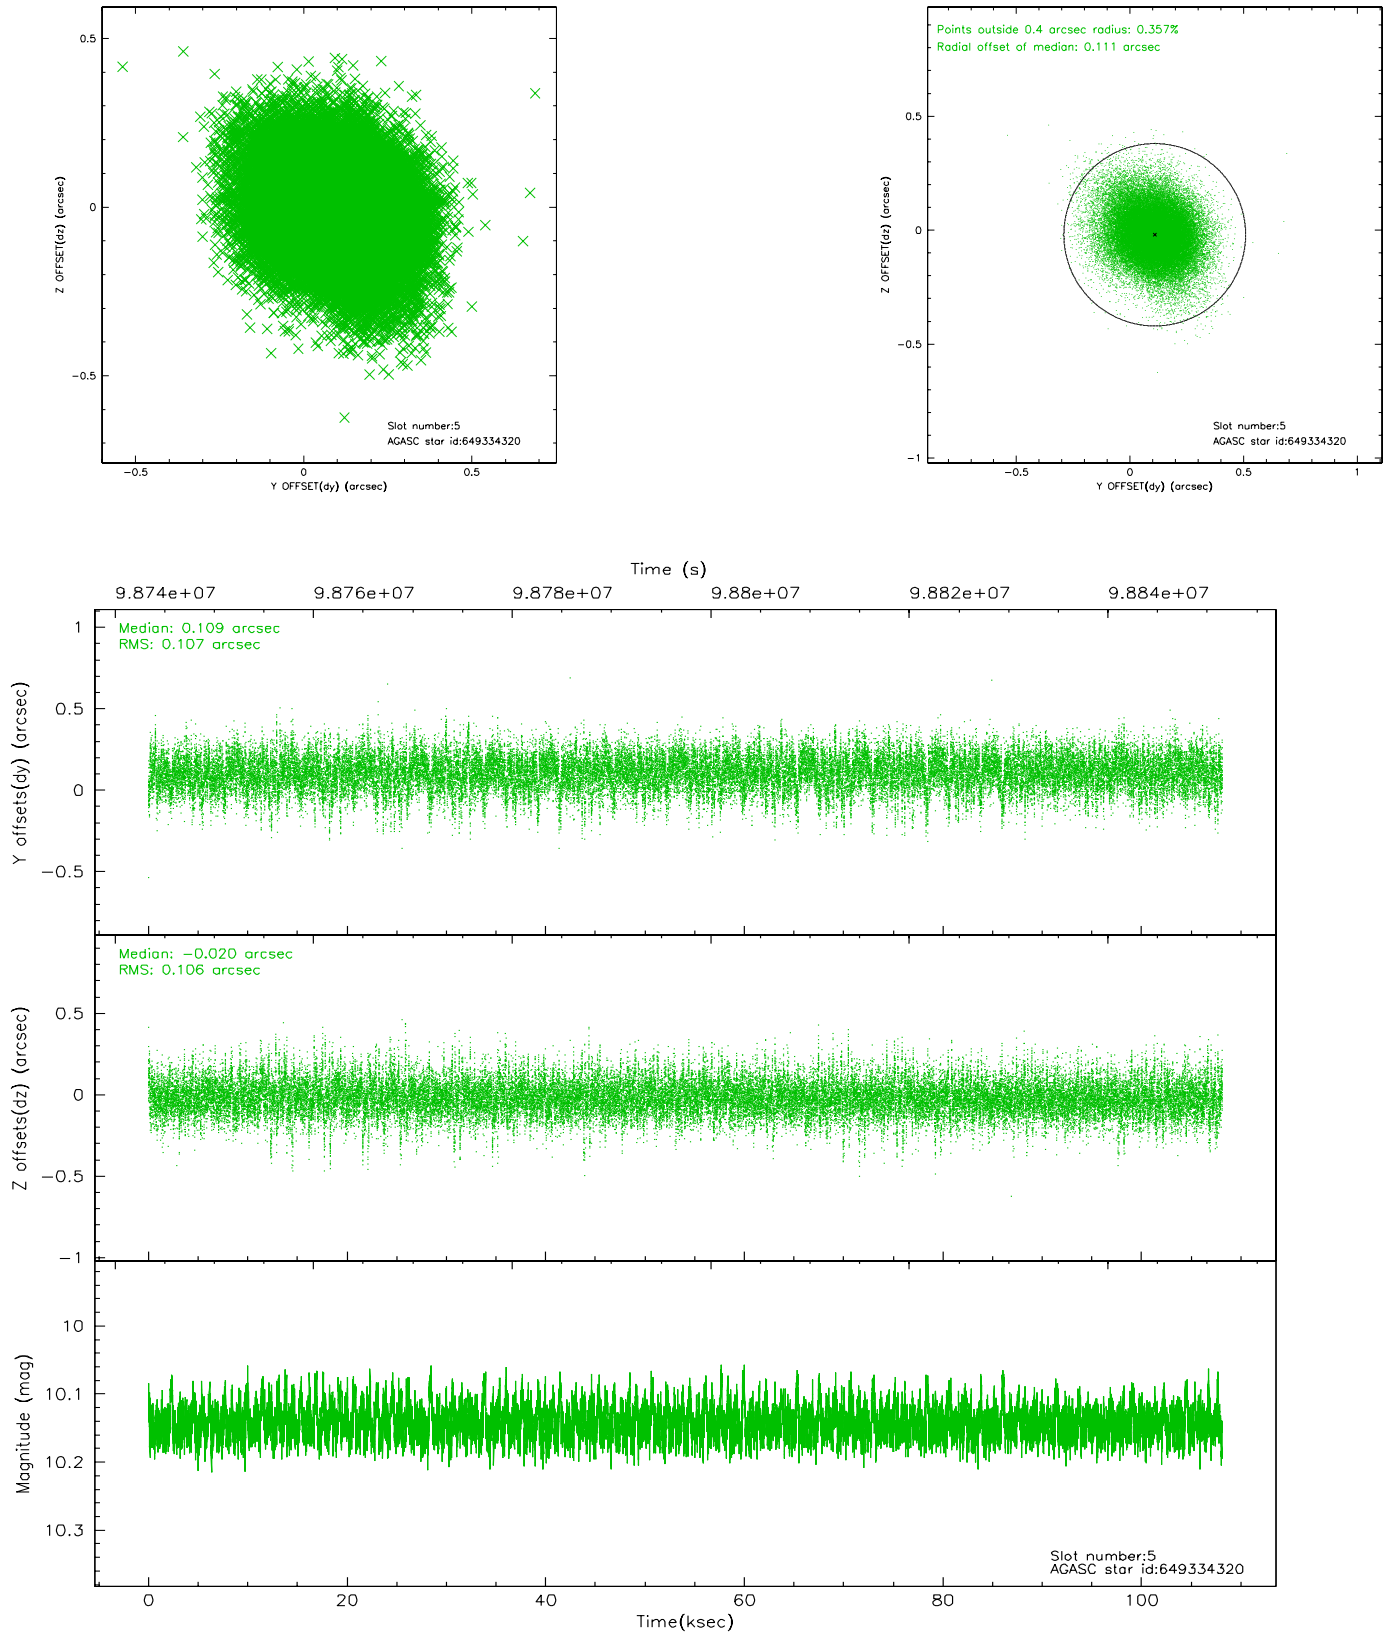 0.5
0
-0.5
-0.5
0
0.5
Z OFFSET(dz) (arcsec)
Y OFFSET(dy) (arcsec)
Slot number:5
AGASC star id:649334320
Points outside 0.4 arcsec radius: 0.357%
Radial offset of median: 0.111 arcsec
0.5
0
-0.5
-1
-0.5
0
0.5
1
Z OFFSET(dz) (arcsec)
Y OFFSET(dy) (arcsec)
Slot number:5
AGASC star id:649334320
Time (s)
9.874e+07 9.876e+07 9.878e+07 9.88e+07 9.882e+07 9.884e+07
Median: 0.109 arcsec
RMS: 0.107 arcsec
1
0.5
0
-0.5
Y offsets(dy) (arcsec)
Median: -0.020 arcsec
RMS: 0.106 arcsec
0.5
0
-0.5
-1
Z offsets(dz) (arcsec)
10
10.1
10.2
10.3
Magnitude (mag)
Slot number:5
AGASC star id:649334320
0 20 40 60 80 100
Time(ksec)